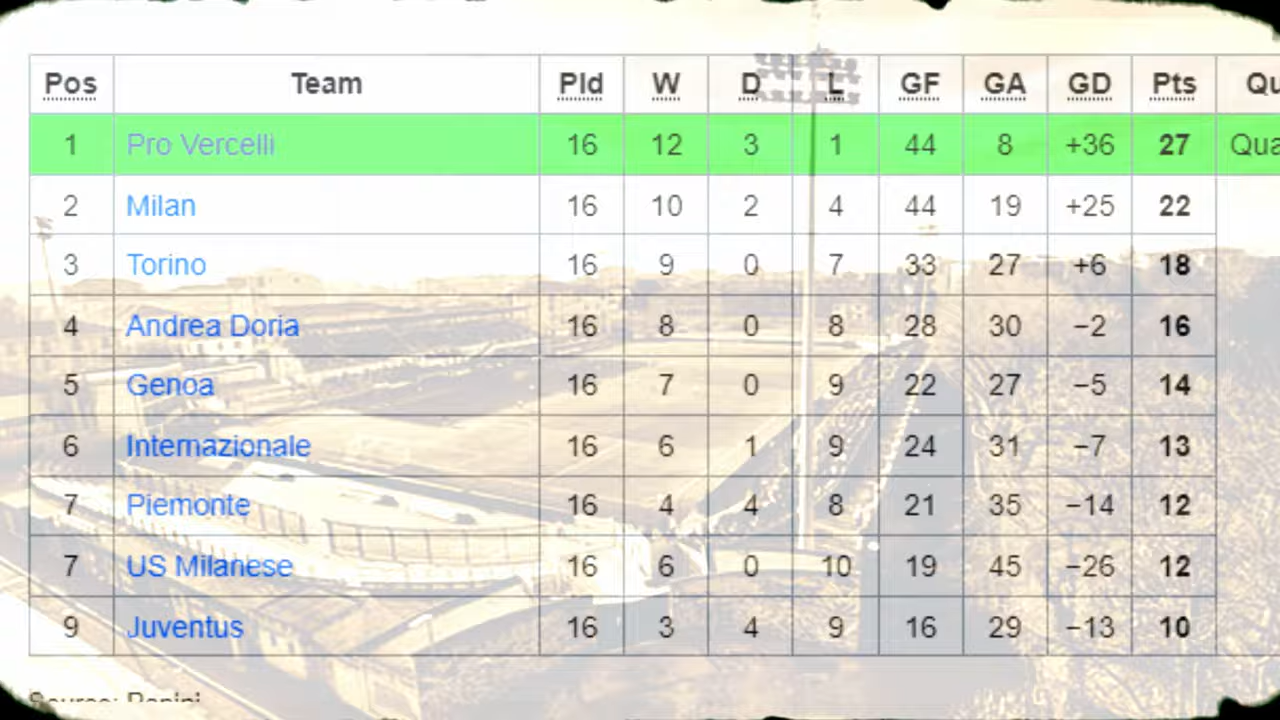 Pos Team Pld W D L GF GA GD Pts Qu
1 Pro Vercelli 16 12 3 1 44 8 +36 27 Qua
2 Milan 16 10 2 4 44 19 +25 22
3 Torino 16 9 0 7 33 27 +6 18
4 Andrea Doria 16 8 0 8 28 30 −2 16
5 Genoa 16 7 0 9 22 27 −5 14
6 Internazionale 16 6 1 9 24 31 −7 13
7 Piemonte 16 4 4 8 21 35 −14 12
7 US Milanese 16 6 0 10 19 45 −26 12
9 Juventus 16 3 4 9 16 29 −13 10
Source: Panini